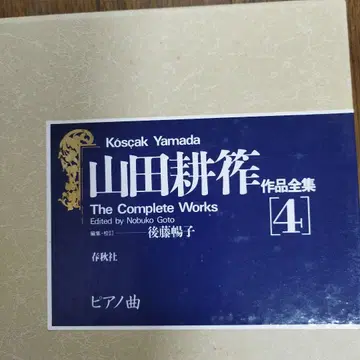 Kósçak Yamada
山田耕筰 作品全集
The Complete Works [4]
Edited by Nobuko Goto
編集・校訂 後藤暢子
春秋社
ピアノ曲